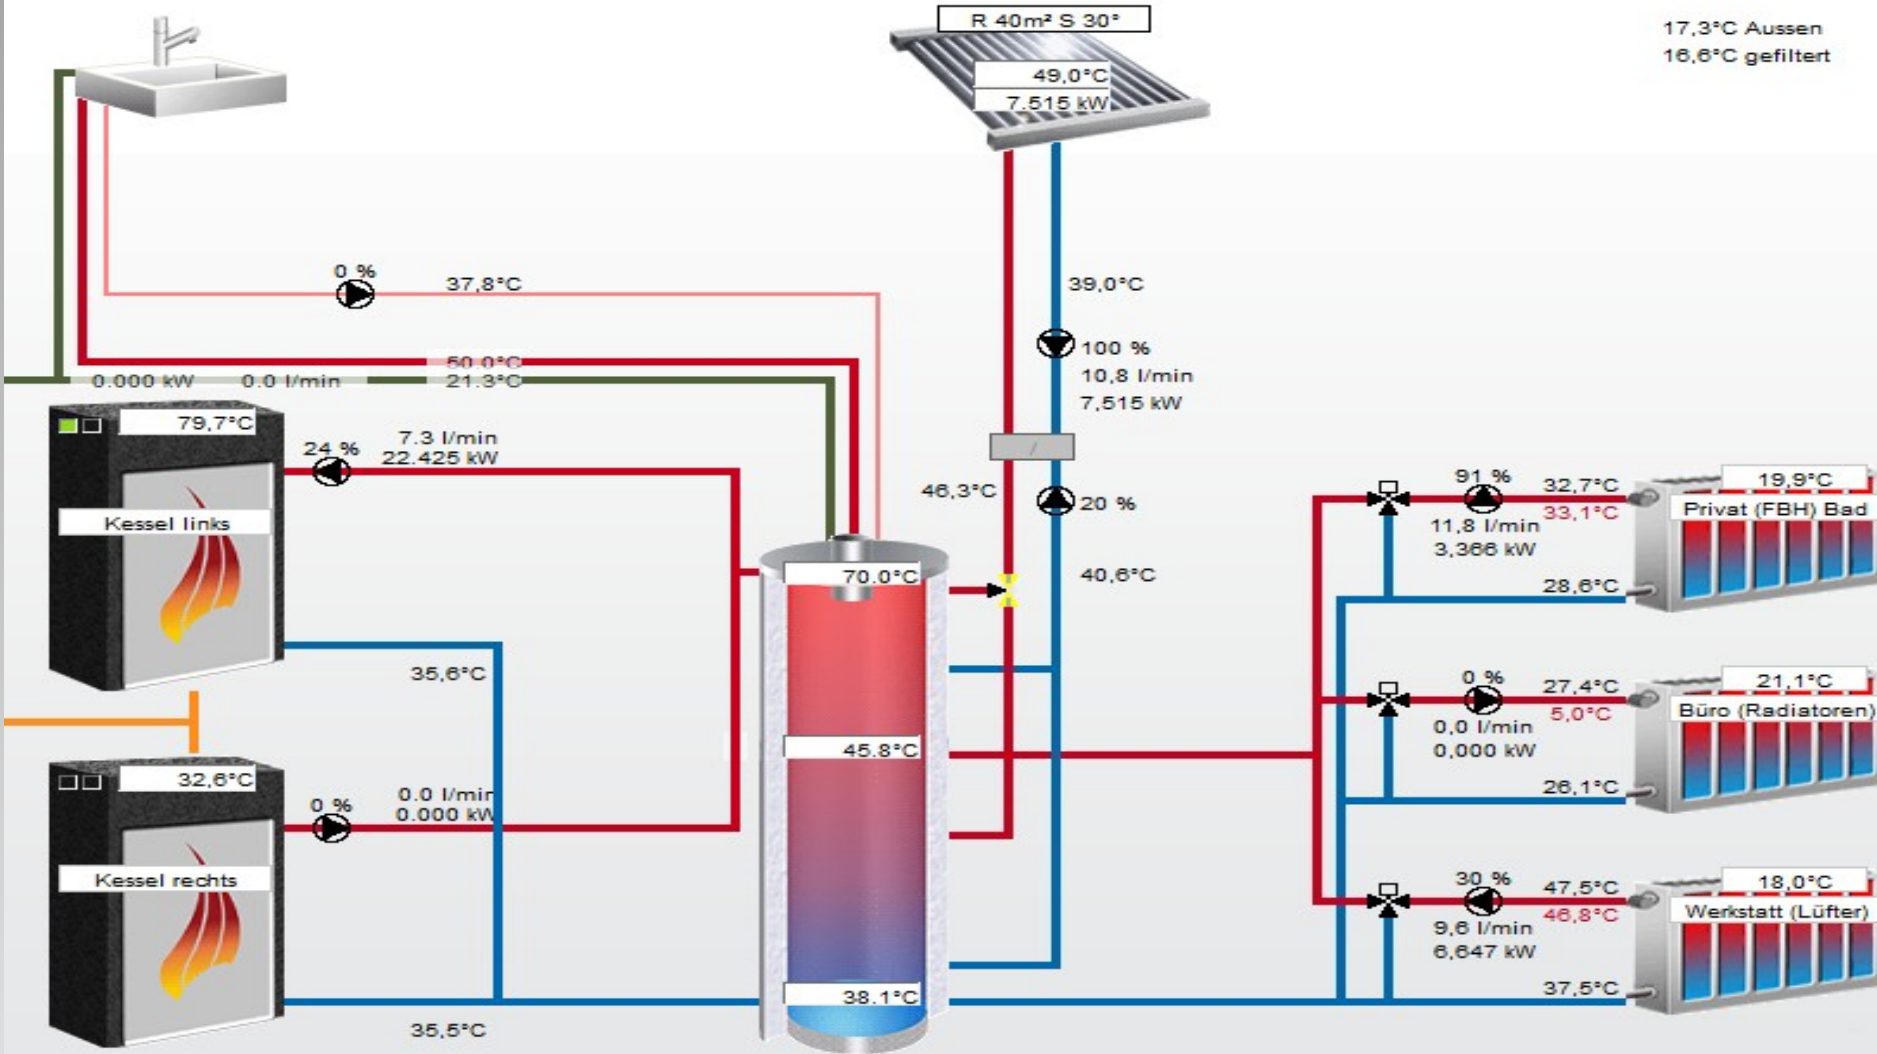 R 40m² S 30°
17,3°C Aussen
16,6°C gefiltert
49,0°C
7.515 kW
0 %
37,8°C
39,0°C
100 %
10,8 l/min
7,515 kW
50.0°C
0.000 kW 0.0 l/min 21.3°C
79,7°C
24 %
7.3 l/min
22.425 kW
Kessel links
/
46,3°C
20 %
40,6°C
91 %
32,7°C
33,1°C
11,8 l/min
3,366 kW
19,9°C
Privat (FBH) Bad
28,6°C
70.0°C
35,6°C
0 %
27,4°C
5,0°C
0,0 l/min
0,000 kW
21,1°C
Büro (Radiatoren)
26,1°C
45.8°C
32,6°C
0 %
0.0 l/min
0.000 kW
Kessel rechts
30 %
47,5°C
46,8°C
9,6 l/min
6,647 kW
18,0°C
Werkstatt (Lüfter)
37,5°C
38.1°C
35,5°C